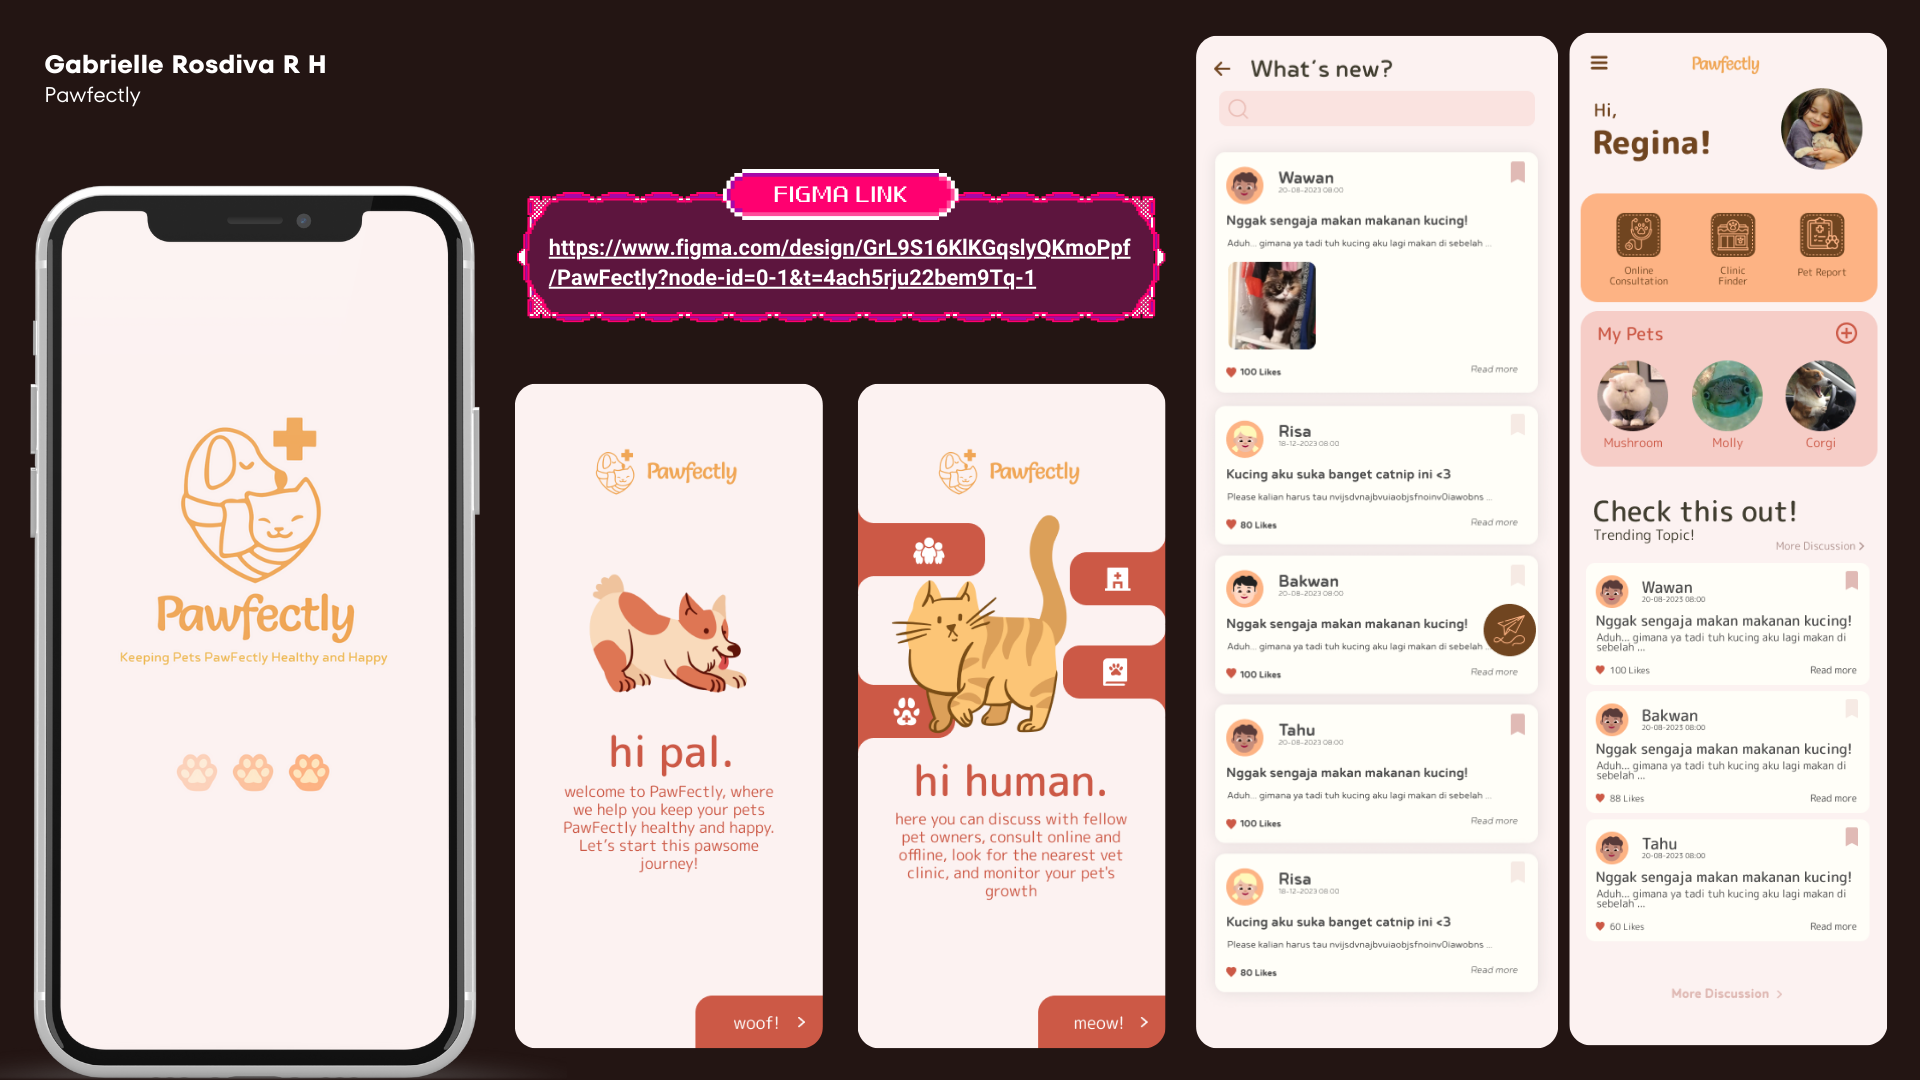 Gabrielle Rosdiva R H
Pawfectly
Pawfectly
Keeping Pets PawFectly Healthy and Happy
FIGMA LINK
https://www.figma.com/design/GrL9S16KlKGqslyQKmoPpf
/PawFectly?node-id=0-1&t=4ach5rju22bem9Tq-1
Pawfectly
hi pal.
welcome to PawFectly, where
we help you keep your pets
PawFectly healthy and happy.
Let's start this pawsome
journey!
woof!
Pawfectly
hi human.
here you can discuss with fellow
pet owners, consult online and
offline, look for the nearest vet
clinic, and monitor your pet's
growth
meow!
What's new?
Wawan
20-08-2023 08:00
Nggak sengaja makan makanan kucing!
Aduh... gimana ya tadi tuh kucing aku lagi makan di sebelah ...
100 Likes
Read more
Risa
18-12-2023 08:00
Kucing aku suka banget catnip ini <3
Please kalian harus tau nvijsdvnajbvuiaobjsfnoinv0iawobns ...
80 Likes
Read more
Bakwan
20-08-2023 08:00
Nggak sengaja makan makanan kucing!
Aduh... gimana ya tadi tuh kucing aku lagi makan di sebelah ...
100 Likes
Read more
Tahu
20-08-2023 08:00
Nggak sengaja makan makanan kucing!
Aduh... gimana ya tadi tuh kucing aku lagi makan di sebelah ...
100 Likes
Read more
Risa
18-12-2023 08:00
Kucing aku suka banget catnip ini <3
Please kalian harus tau nvijsdvnajbvuiaobjsfnoinv0iawobns ...
80 Likes
Read more
Pawfectly
Hi,
Regina!
Online
Consultation
Clinic
Finder
Pet Report
My Pets
Mushroom
Molly
Corgi
Check this out!
Trending Topic!
More Discussion >
Wawan
20-08-2023 08:00
Nggak sengaja makan makanan kucing!
Aduh... gimana ya tadi tuh kucing aku lagi makan di
sebelah ...
100 Likes
Read more
Bakwan
20-08-2023 08:00
Nggak sengaja makan makanan kucing!
Aduh... gimana ya tadi tuh kucing aku lagi makan di
sebelah ...
88 Likes
Read more
Tahu
20-08-2023 08:00
Nggak sengaja makan makanan kucing!
Aduh... gimana ya tadi tuh kucing aku lagi makan di
sebelah ...
60 Likes
Read more
More Discussion >